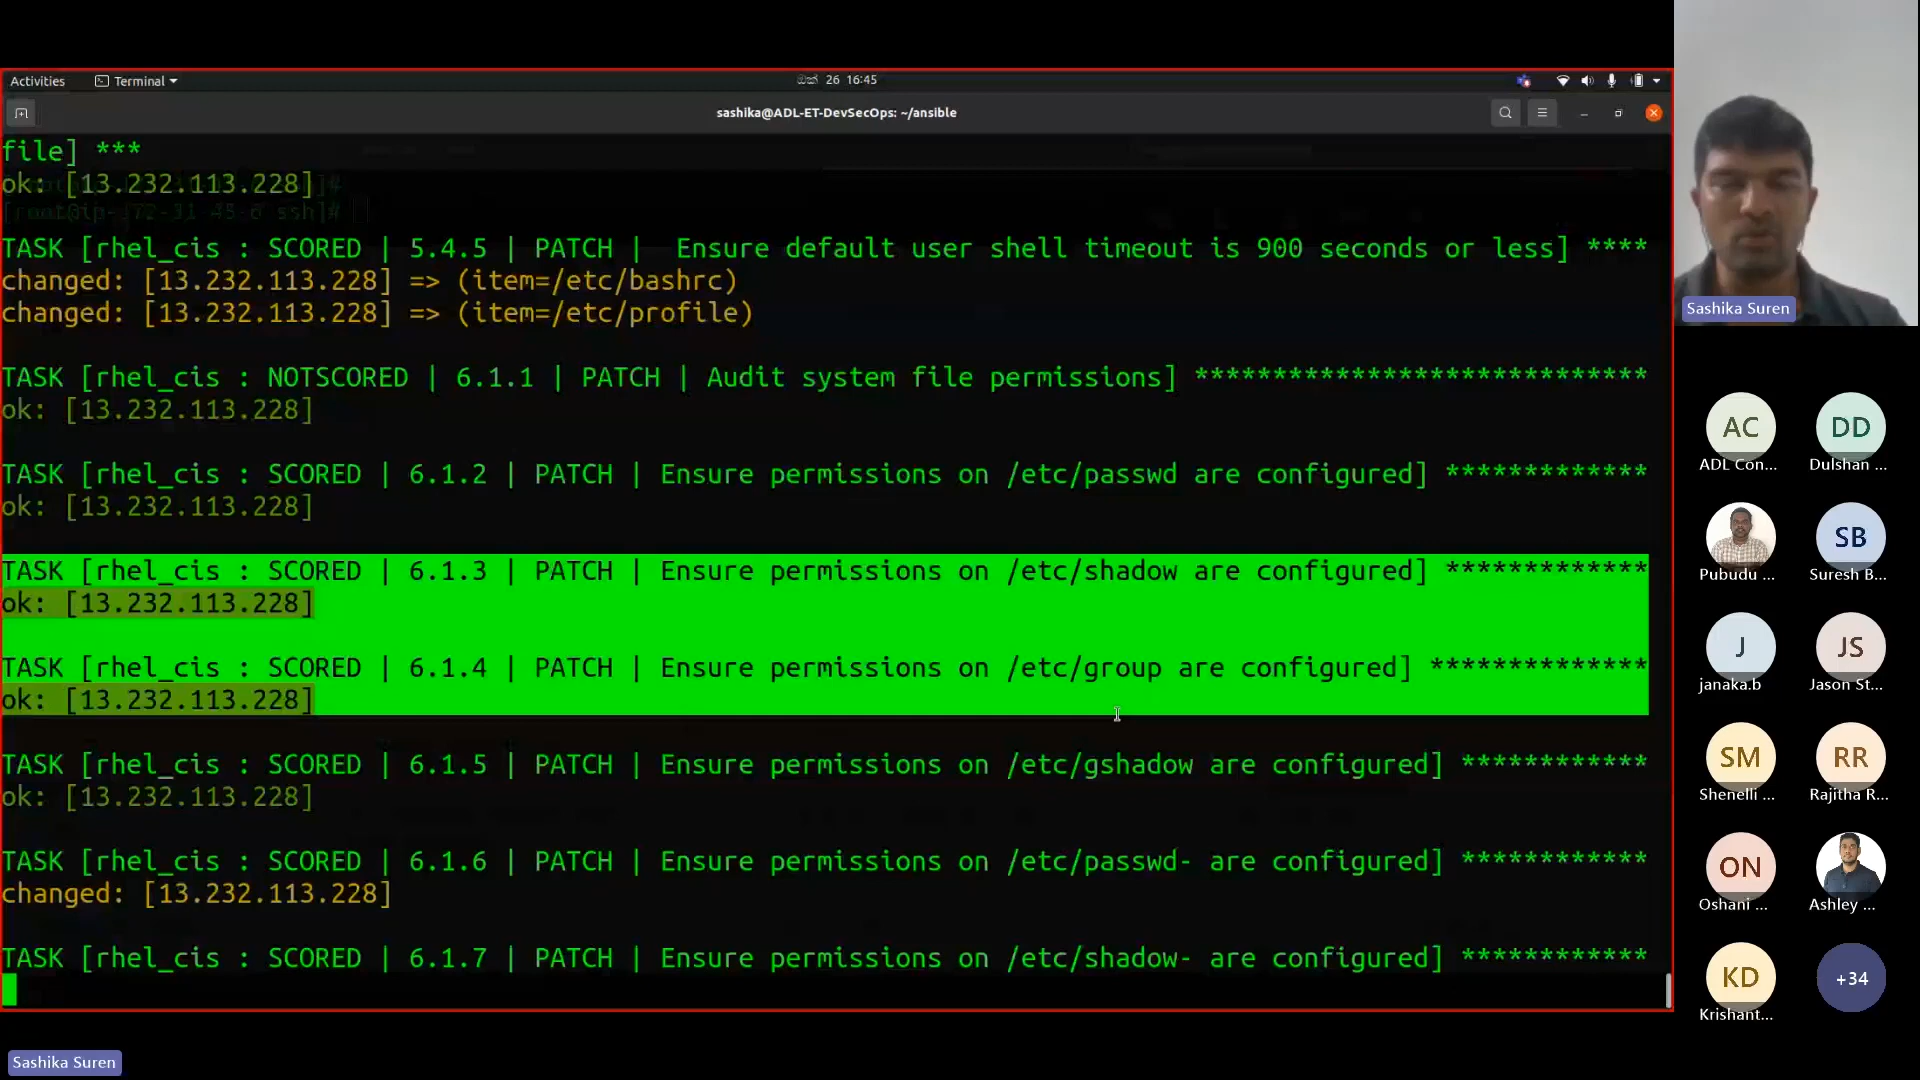 Activities
Terminal
ඔක් 26 16:45
sashika@ADL-ET-DevSecOps: ~/ansible
file] ***
ok: [13.232.113.228]
[root@ip-172-31-45-6 ssh]#
TASK [rhel_cis : SCORED | 5.4.5 | PATCH |  Ensure default user shell timeout is 900 seconds or less] ****
changed: [13.232.113.228] => (item=/etc/bashrc)
changed: [13.232.113.228] => (item=/etc/profile)
TASK [rhel_cis : NOTSCORED | 6.1.1 | PATCH | Audit system file permissions] *****************************
ok: [13.232.113.228]
TASK [rhel_cis : SCORED | 6.1.2 | PATCH | Ensure permissions on /etc/passwd are configured] *************
ok: [13.232.113.228]
TASK [rhel_cis : SCORED | 6.1.3 | PATCH | Ensure permissions on /etc/shadow are configured] *************
ok: [13.232.113.228]
TASK [rhel_cis : SCORED | 6.1.4 | PATCH | Ensure permissions on /etc/group are configured] **************
ok: [13.232.113.228]
TASK [rhel_cis : SCORED | 6.1.5 | PATCH | Ensure permissions on /etc/gshadow are configured] ************
ok: [13.232.113.228]
TASK [rhel_cis : SCORED | 6.1.6 | PATCH | Ensure permissions on /etc/passwd- are configured] ************
changed: [13.232.113.228]
TASK [rhel_cis : SCORED | 6.1.7 | PATCH | Ensure permissions on /etc/shadow- are configured] ************
Sashika Suren
Sashika Suren
AC
DD
ADL Con...
Dulshan ...
SB
Pubudu ...
Suresh B...
J
JS
janaka.b
Jason St...
SM
RR
Shenelli ...
Rajitha R...
ON
Oshani ...
Ashley ...
KD
+34
Krishant...